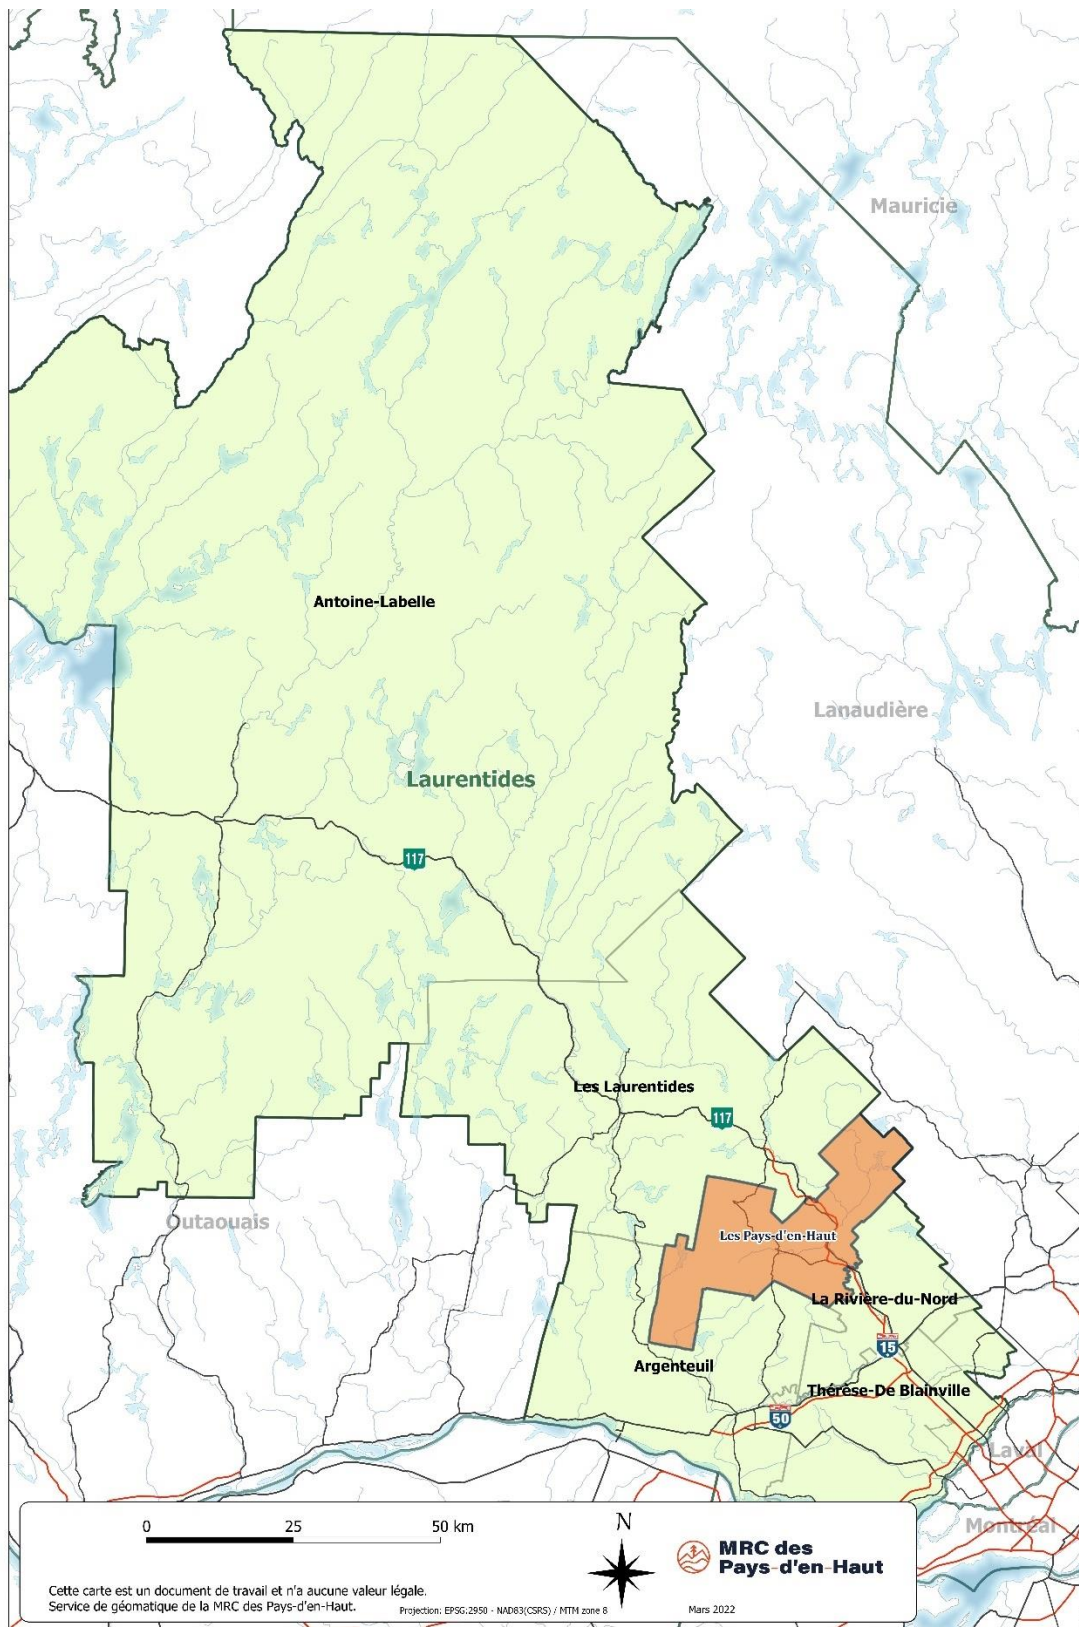 Mauricie
Antoine-Labelle
Lanaudière
Laurentides
117
Les Laurentides
117
Outaouais
Les Pays-d'en-Haut
La Rivière-du-Nord
15
Argenteuil
Thérèse-De Blainville
50
Laval
Montréal
0 25 50 km
N
MRC des
Pays-d'en-Haut
Cette carte est un document de travail et n'a aucune valeur légale.
Service de géomatique de la MRC des Pays-d'en-Haut.
Projection: EPSG:2950 - NAD83(CSRS) / MTM zone 8
Mars 2022